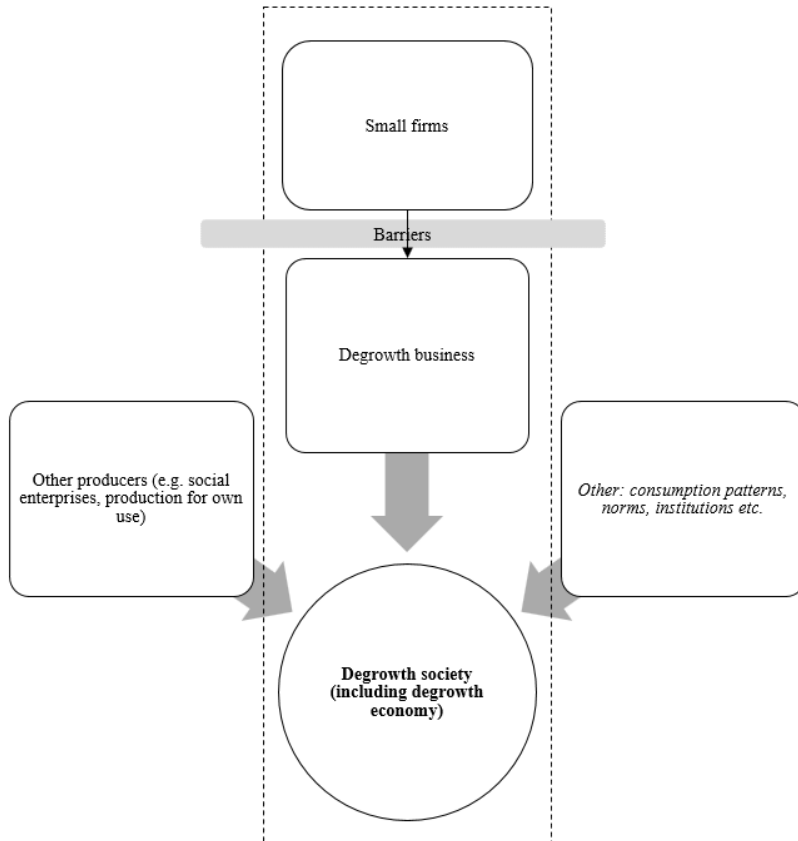 Small firms
Barriers
Degrowth business
Other producers (e.g. social
enterprises, production for own
use)
Other: consumption patterns,
norms, institutions etc.
Degrowth society
(including degrowth
economy)